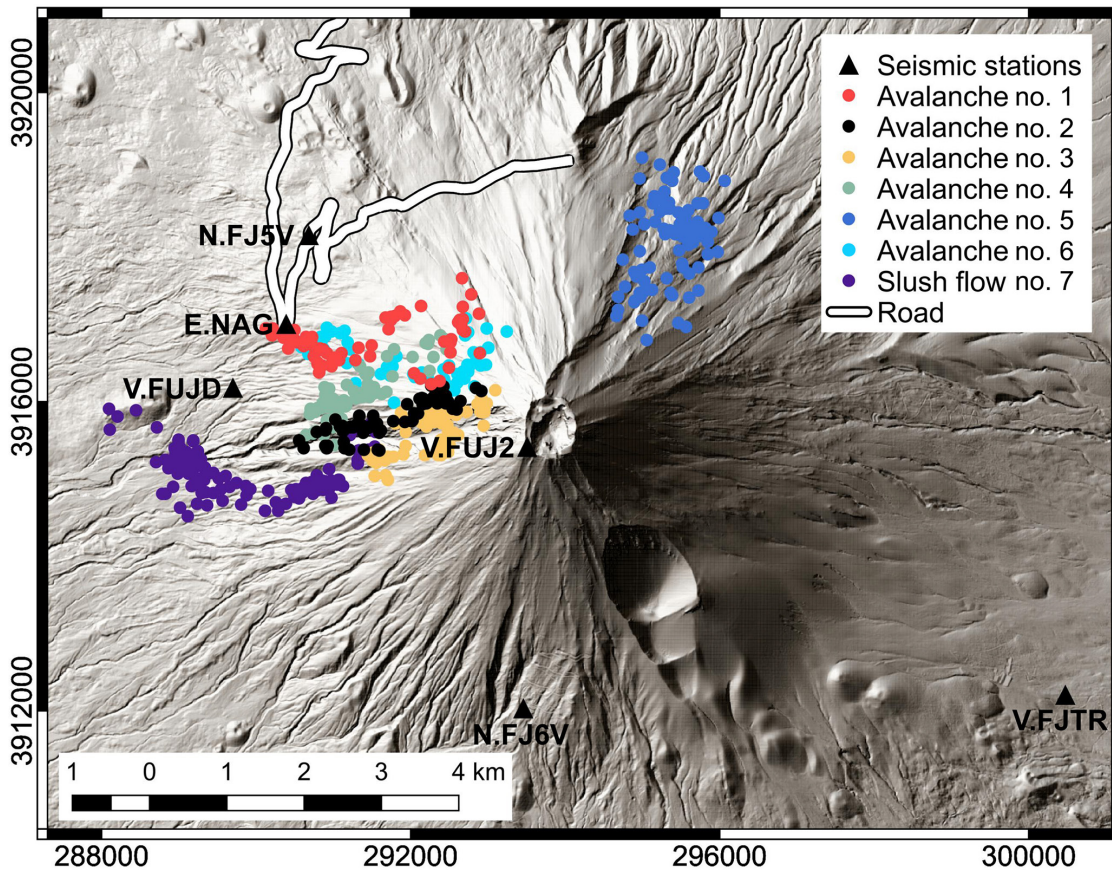 Seismic stations
Avalanche no. 1
Avalanche no. 2
Avalanche no. 3
Avalanche no. 4
Avalanche no. 5
Avalanche no. 6
Slush flow no. 7
Road
N.FJ5V
E.NAG
V.FUJD
V.FUJ2
N.FJ6V
V.FJTR
3920000
3916000
3912000
1 0 1 2 3 4 km
288000 292000 296000 300000